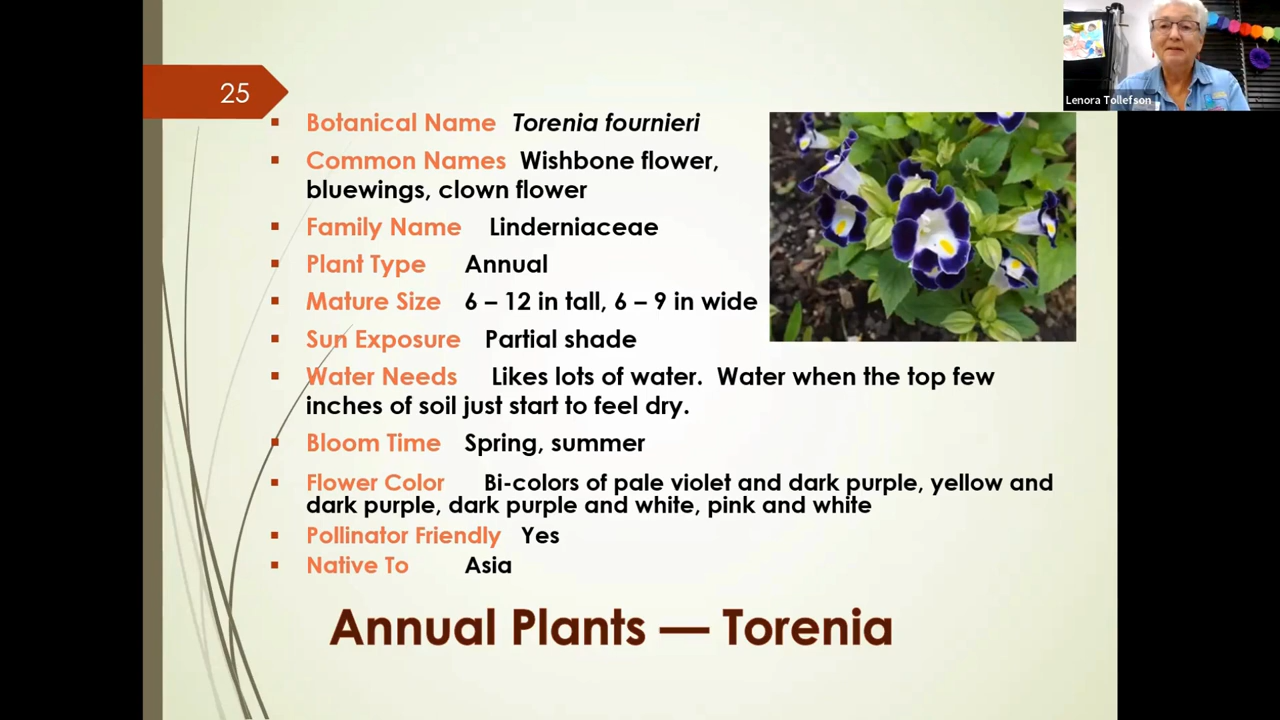 25
Botanical Name Torenia fournieri
Common Names Wishbone flower,
bluewings, clown flower
Family Name Linderniaceae
Plant Type Annual
Mature Size 6 – 12 in tall, 6 – 9 in wide
Sun Exposure Partial shade
Water Needs Likes lots of water. Water when the top few
inches of soil just start to feel dry.
Bloom Time Spring, summer
Flower Color Bi-colors of pale violet and dark purple, yellow and
dark purple, dark purple and white, pink and white
Pollinator Friendly Yes
Native To Asia
Annual Plants — Torenia
Lenora Tollefson